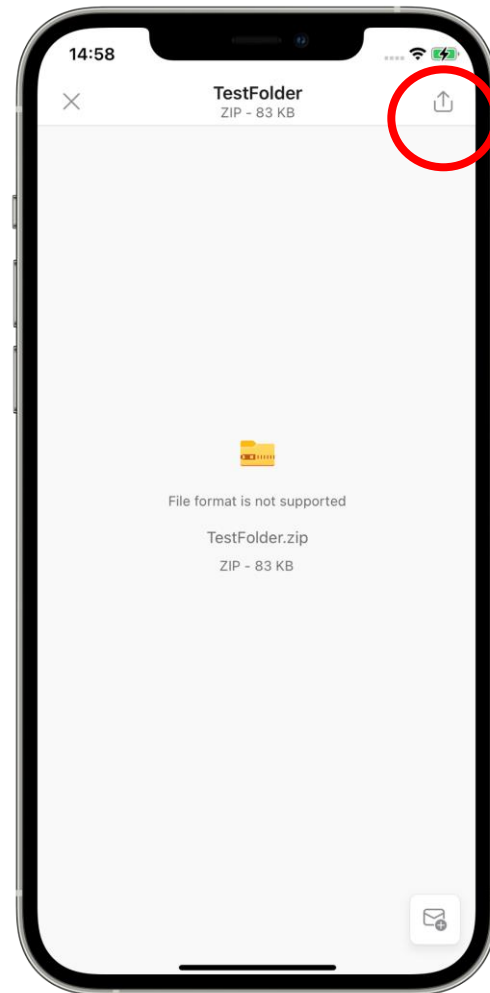 14:58
TestFolder
ZIP - 83 KB
File format is not supported
TestFolder.zip
ZIP - 83 KB